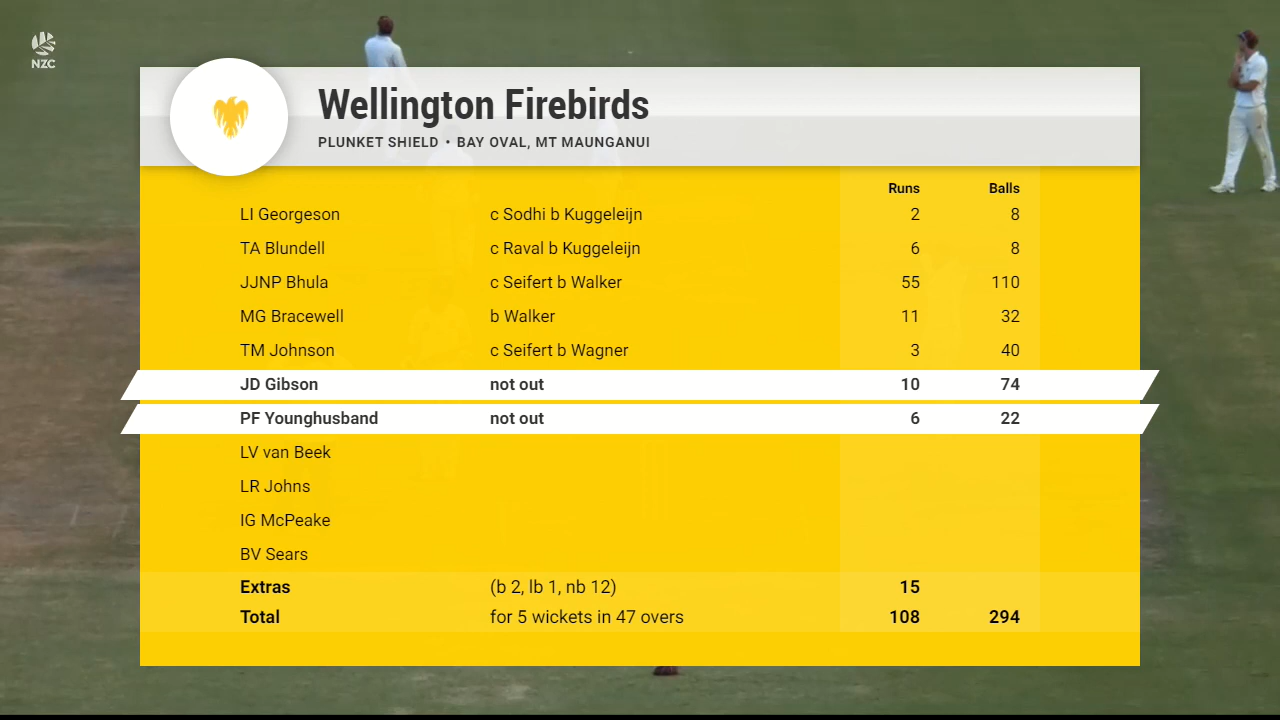 NZC
Wellington Firebirds
PLUNKET SHIELD • BAY OVAL, MT MAUNGANUI
Runs Balls
LI Georgeson c Sodhi b Kuggeleijn 2 8
TA Blundell c Raval b Kuggeleijn 6 8
JJNP Bhula c Seifert b Walker 55 110
MG Bracewell b Walker 11 32
TM Johnson c Seifert b Wagner 3 40
JD Gibson not out 10 74
PF Younghusband not out 6 22
LV van Beek
LR Johns
IG McPeake
BV Sears
Extras (b 2, lb 1, nb 12) 15
Total for 5 wickets in 47 overs 108 294